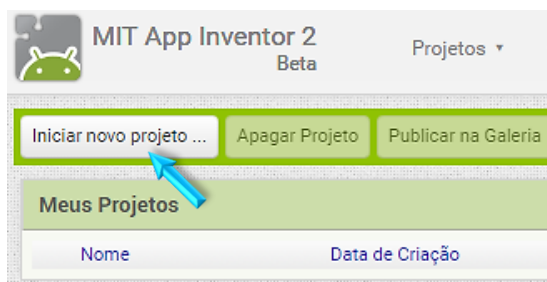 MIT App Inventor 2
Beta
Projetos
Iniciar novo projeto ...
Apagar Projeto
Publicar na Galeria
Meus Projetos
Nome
Data de Criação